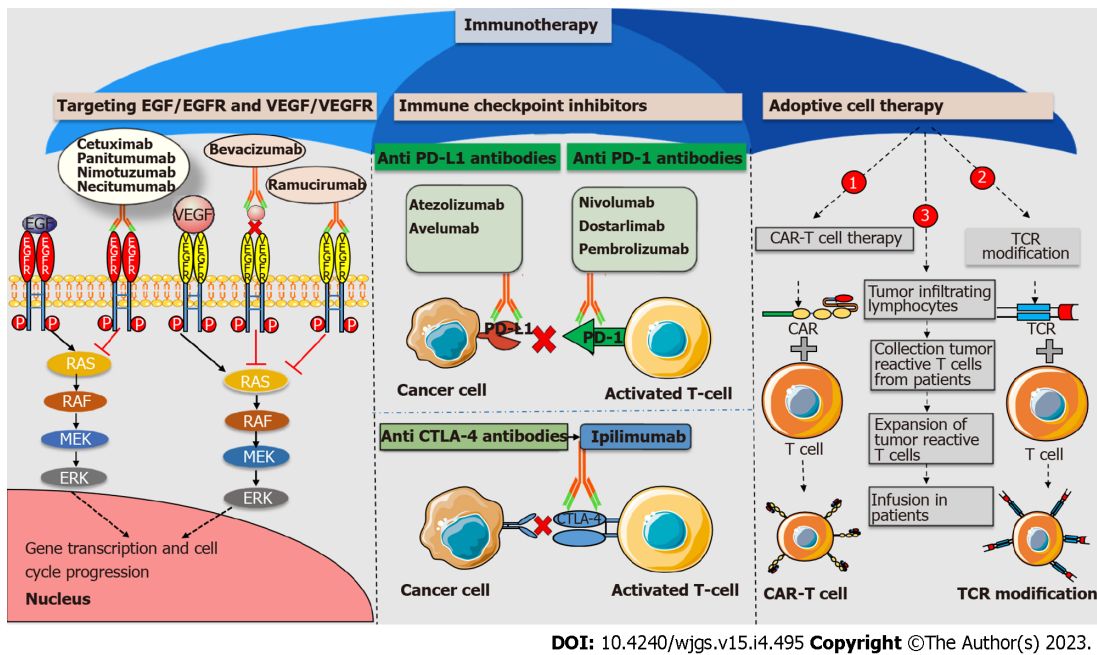 Immunotherapy
Targeting EGF/EGFR and VEGF/VEGFR
Cetuximab
Panitumumab
Nimotuzumab
Necitumumab
Bevacizumab
Ramucirumab
EGF
VEGF
EGFR
EGFR
EGFR
EGFR
VEGFR
VEGFR
VEGFR
VEGFR
VEGFR
VEGFR
P
P
P
P
P
P
P
P
P
P
RAS
RAF
MEK
ERK
RAS
RAF
MEK
ERK
Gene transcription and cell
cycle progression
Nucleus
Immune checkpoint inhibitors
Anti PD-L1 antibodies
Anti PD-1 antibodies
Atezolizumab
Avelumab
Nivolumab
Dostarlimab
Pembrolizumab
PD-L1
PD-1
Cancer cell
Activated T-cell
Anti CTLA-4 antibodies
Ipilimumab
CTLA-4
Cancer cell
Activated T-cell
Adoptive cell therapy
1
2
3
CAR-T cell therapy
CAR
T cell
CAR-T cell
Tumor infiltrating
lymphocytes
Collection tumor
reactive T cells
from patients
Expansion of
tumor reactive
T cells
Infusion in
patients
TCR
modification
TCR
T cell
TCR modification
DOI: 10.4240/wjgs.v15.i4.495 Copyright ©The Author(s) 2023.